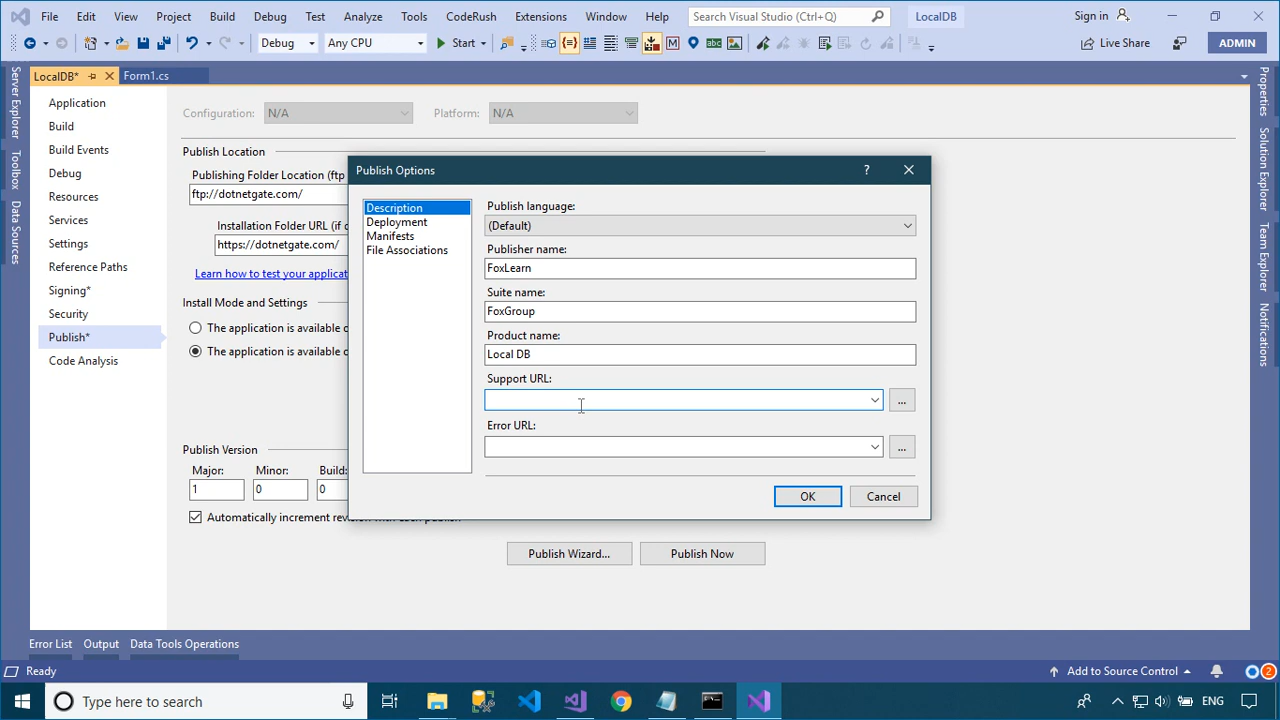 File Edit View Project Build Debug Test Analyze Tools CodeRush Extensions Window Help Search Visual Studio (Ctrl+Q) LocalDB Sign in
Debug Any CPU Start Live Share ADMIN
LocalDB* Form1.cs
Server Explorer
Toolbox
Data Sources
Application
Build
Build Events
Debug
Resources
Services
Settings
Reference Paths
Signing*
Security
Publish*
Code Analysis
Configuration: N/A Platform: N/A
Publish Location
Publishing Folder Location (ftp
ftp://dotnetgate.com/
Installation Folder URL (if
https://dotnetgate.com/
Learn how to test your applicat
Install Mode and Settings
The application is available
The application is available
Publish Version
Major: Minor: Build:
1 0 0
Automatically increment revision with each publish
Publish Wizard... Publish Now
Publish Options ?
Description
Deployment
Manifests
File Associations
Publish language:
(Default)
Publisher name:
FoxLearn
Suite name:
FoxGroup
Product name:
Local DB
Support URL:
...
Error URL:
...
OK Cancel
Properties
Solution Explorer
Team Explorer
Notifications
Error List Output Data Tools Operations
Ready Add to Source Control 2
Type here to search ENG